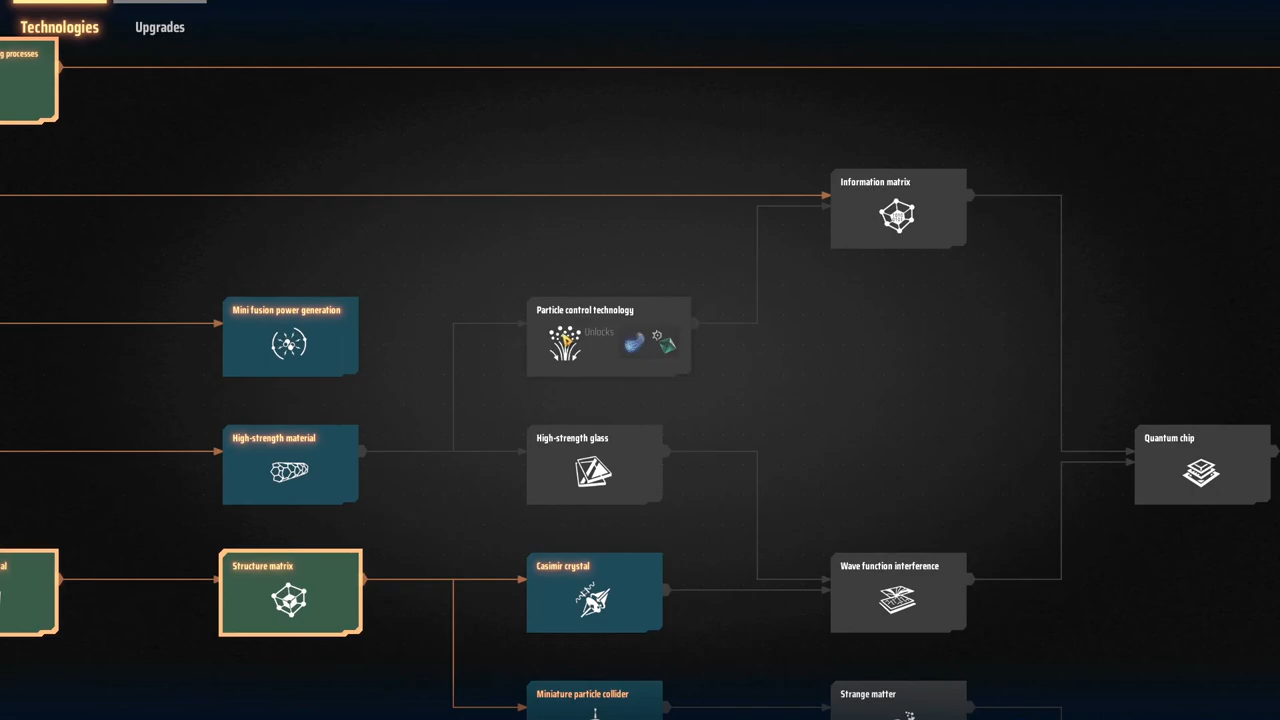 Technologies
Upgrades
g processes
Information matrix
Mini fusion power generation
Particle control technology
Unlocks
High-strength material
High-strength glass
Quantum chip
al
Structure matrix
Casimir crystal
Wave function interference
Miniature particle collider
Strange matter